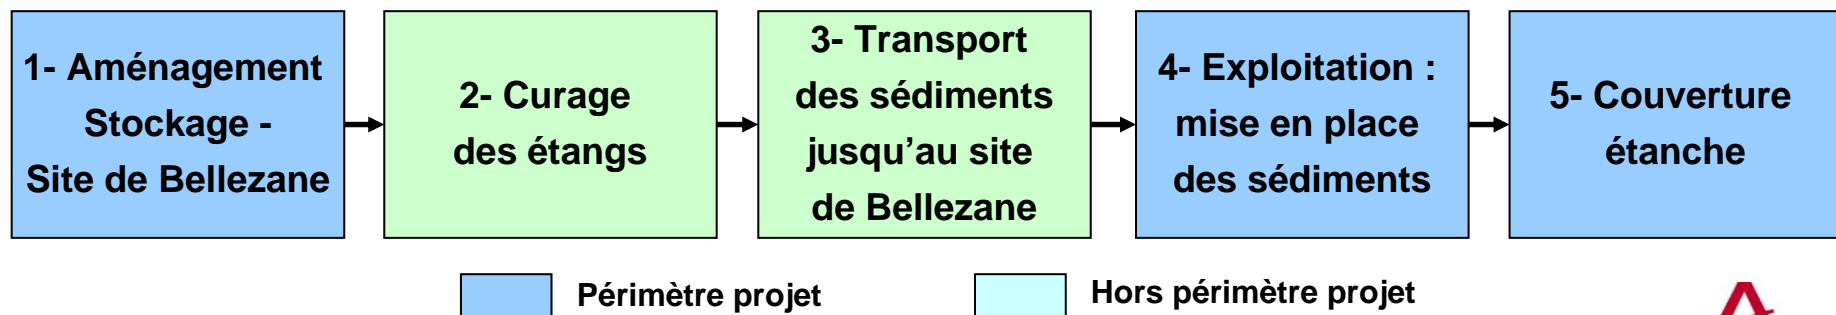 1- Aménagement
Stockage -
Site de Bellezane
2- Curage
des étangs
3- Transport
des sédiments
jusqu'au site
de Bellezane
4- Exploitation :
mise en place
des sédiments
5- Couverture
étanche
Périmètre projet
Hors périmètre projet